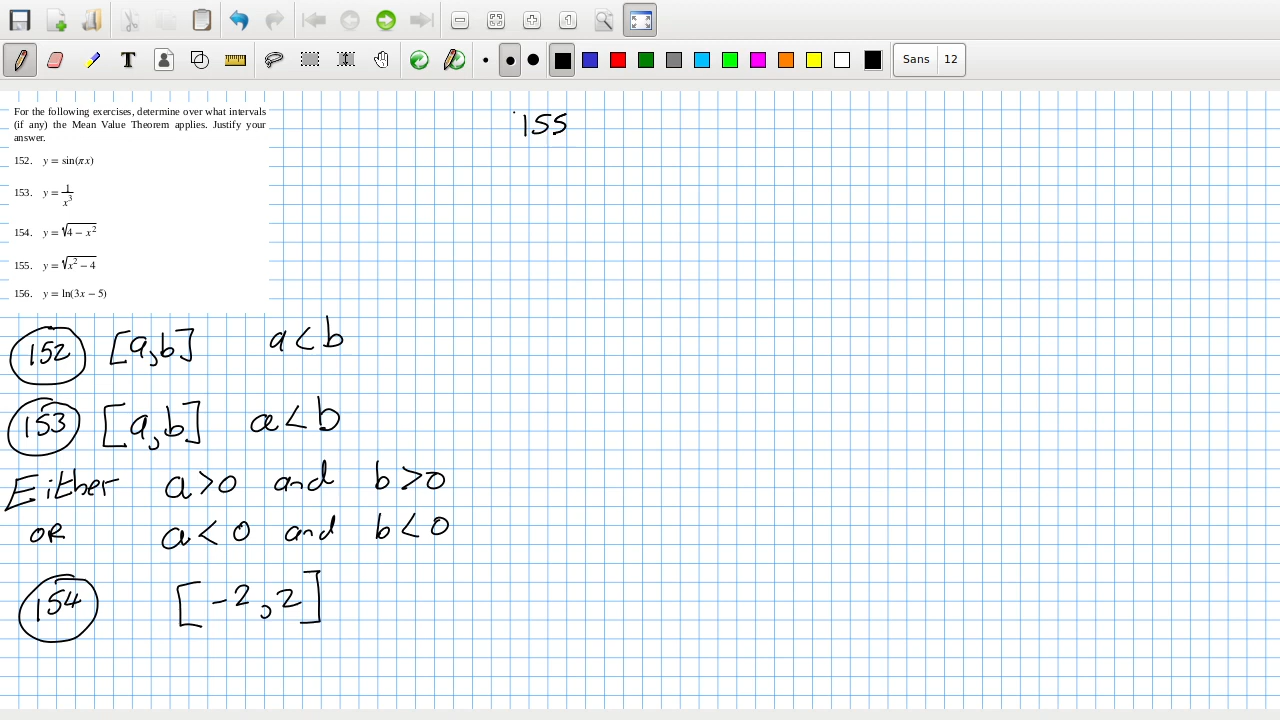 Sans 12
For the following exercises, determine over what intervals
(if any) the Mean Value Theorem applies. Justify your
answer.
152. y = sin(πx)
153. y = 1/x³
154. y = √(4 − x²)
155. y = √(x² − 4)
156. y = ln(3x − 5)
152 [a,b] a < b
153 [a,b] a < b
Either a > 0 and b > 0
OR a < 0 and b < 0
154 [-2,2]
155